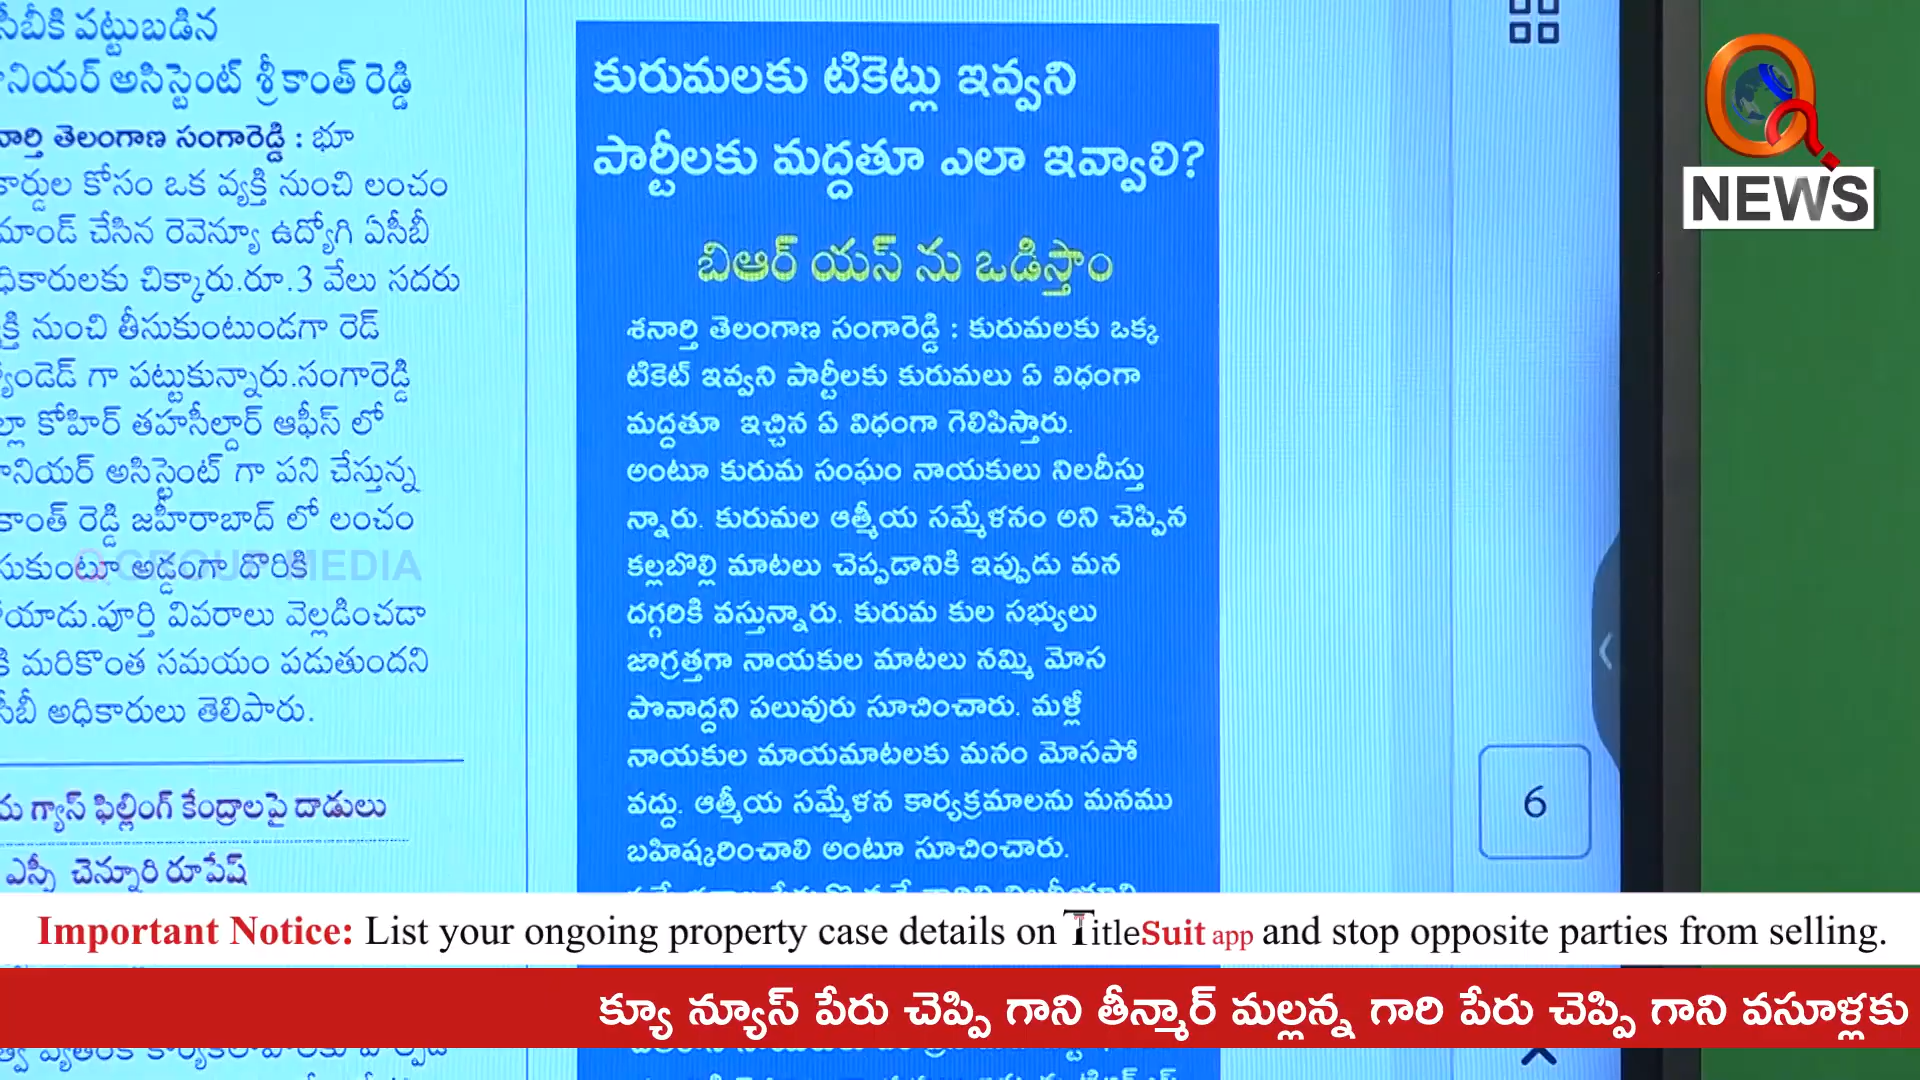 పట్టుబడిన
అసిస్టెంట్ శ్రీకాంత్ రెడ్డి
తెలంగాణ సంగారెడ్డి : భూ
కోసం ఒక వ్యక్తి నుంచి లంచం
చేసిన రెవెన్యూ ఉద్యోగి ఏసీబీ
చిక్కారు.రూ.3 వేలు సదరు
నుంచి తీసుకుంటుండగా రెడ్
గా పట్టుకున్నారు.సంగారెడ్డి
కోహిర్ తహసీల్దార్ ఆఫీస్ లో
అసిస్టెంట్ గా పని చేస్తున్న
రెడ్డి జహీరాబాద్ లో లంచం
అడ్డంగా దొరికి
పూర్తి వివరాలు వెల్లడించడా
మరికొంత సమయం పడుతుందని
అధికారులు తెలిపారు.
గ్యాస్ ఫిల్లింగ్ కేంద్రాలపై దాడులు
ఎస్పీ చెన్నూరి రూపేష్
కురుమలకు టికెట్లు ఇవ్వని
పార్టీలకు మద్దతూ ఎలా ఇవ్వాలి?
బిఆర్ యస్ ను ఒడిస్తాం
శనార్తి తెలంగాణ సంగారెడ్డి : కురుమలకు ఒక్క
టికెట్ ఇవ్వని పార్టీలకు కురుమలు ఏ విధంగా
మద్దతూ ఇచ్చిన ఏ విధంగా గెలిపిస్తారు.
అంటూ కురుమ సంఘం నాయకులు నిలదీస్తు
న్నారు. కురుమల ఆత్మీయ సమ్మేళనం అని చెప్పిన
కల్లబొల్లి మాటలు చెప్పడానికి ఇప్పుడు మన
దగ్గరికి వస్తున్నారు. కురుమ కుల సభ్యులు
జాగ్రత్తగా నాయకుల మాటలు నమ్మి మోస
పొవాద్దని పలువురు సూచించారు. మళ్లీ
నాయకుల మాయమాటలకు మనం మోసపో
వద్దు. ఆత్మీయ సమ్మేళన కార్యక్రమాలను మనము
బహిష్కరించాలి అంటూ సూచించారు.
6
Q GROUP MEDIA
Q NEWS
Important Notice: List your ongoing property case details on TitleSuit app and stop opposite parties from selling.
క్యూ న్యూస్ పేరు చెప్పి గాని తీన్మార్ మల్లన్న గారి పేరు చెప్పి గాని వసూళ్లకు